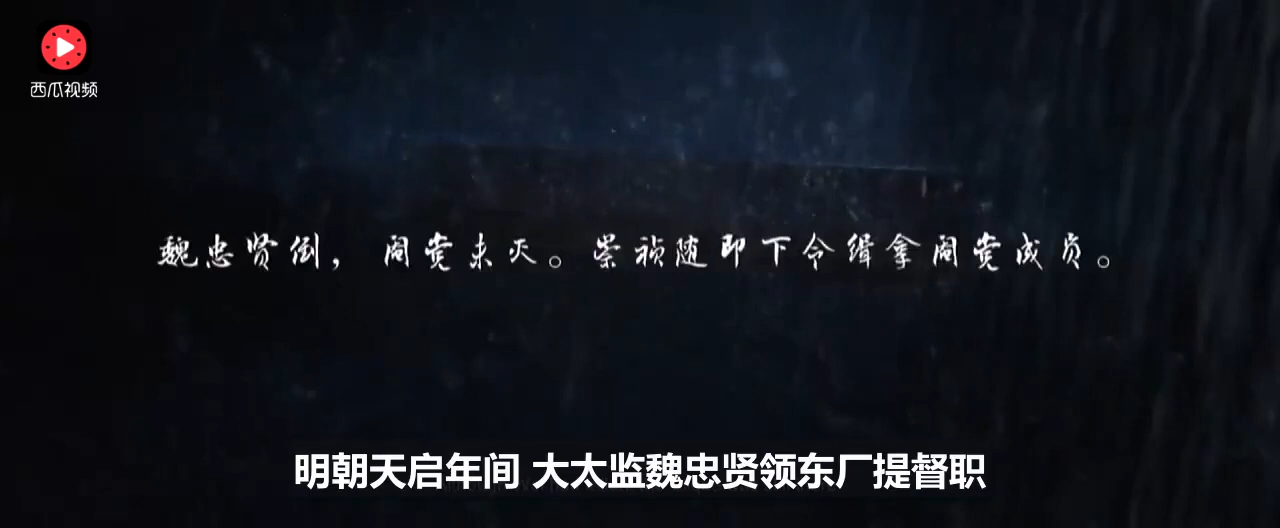 西瓜视频
魏忠贤倒，阉党未灭。崇祯随即下令缉拿阉党成员。
明朝天启年间 大太监魏忠贤领东厂提督职